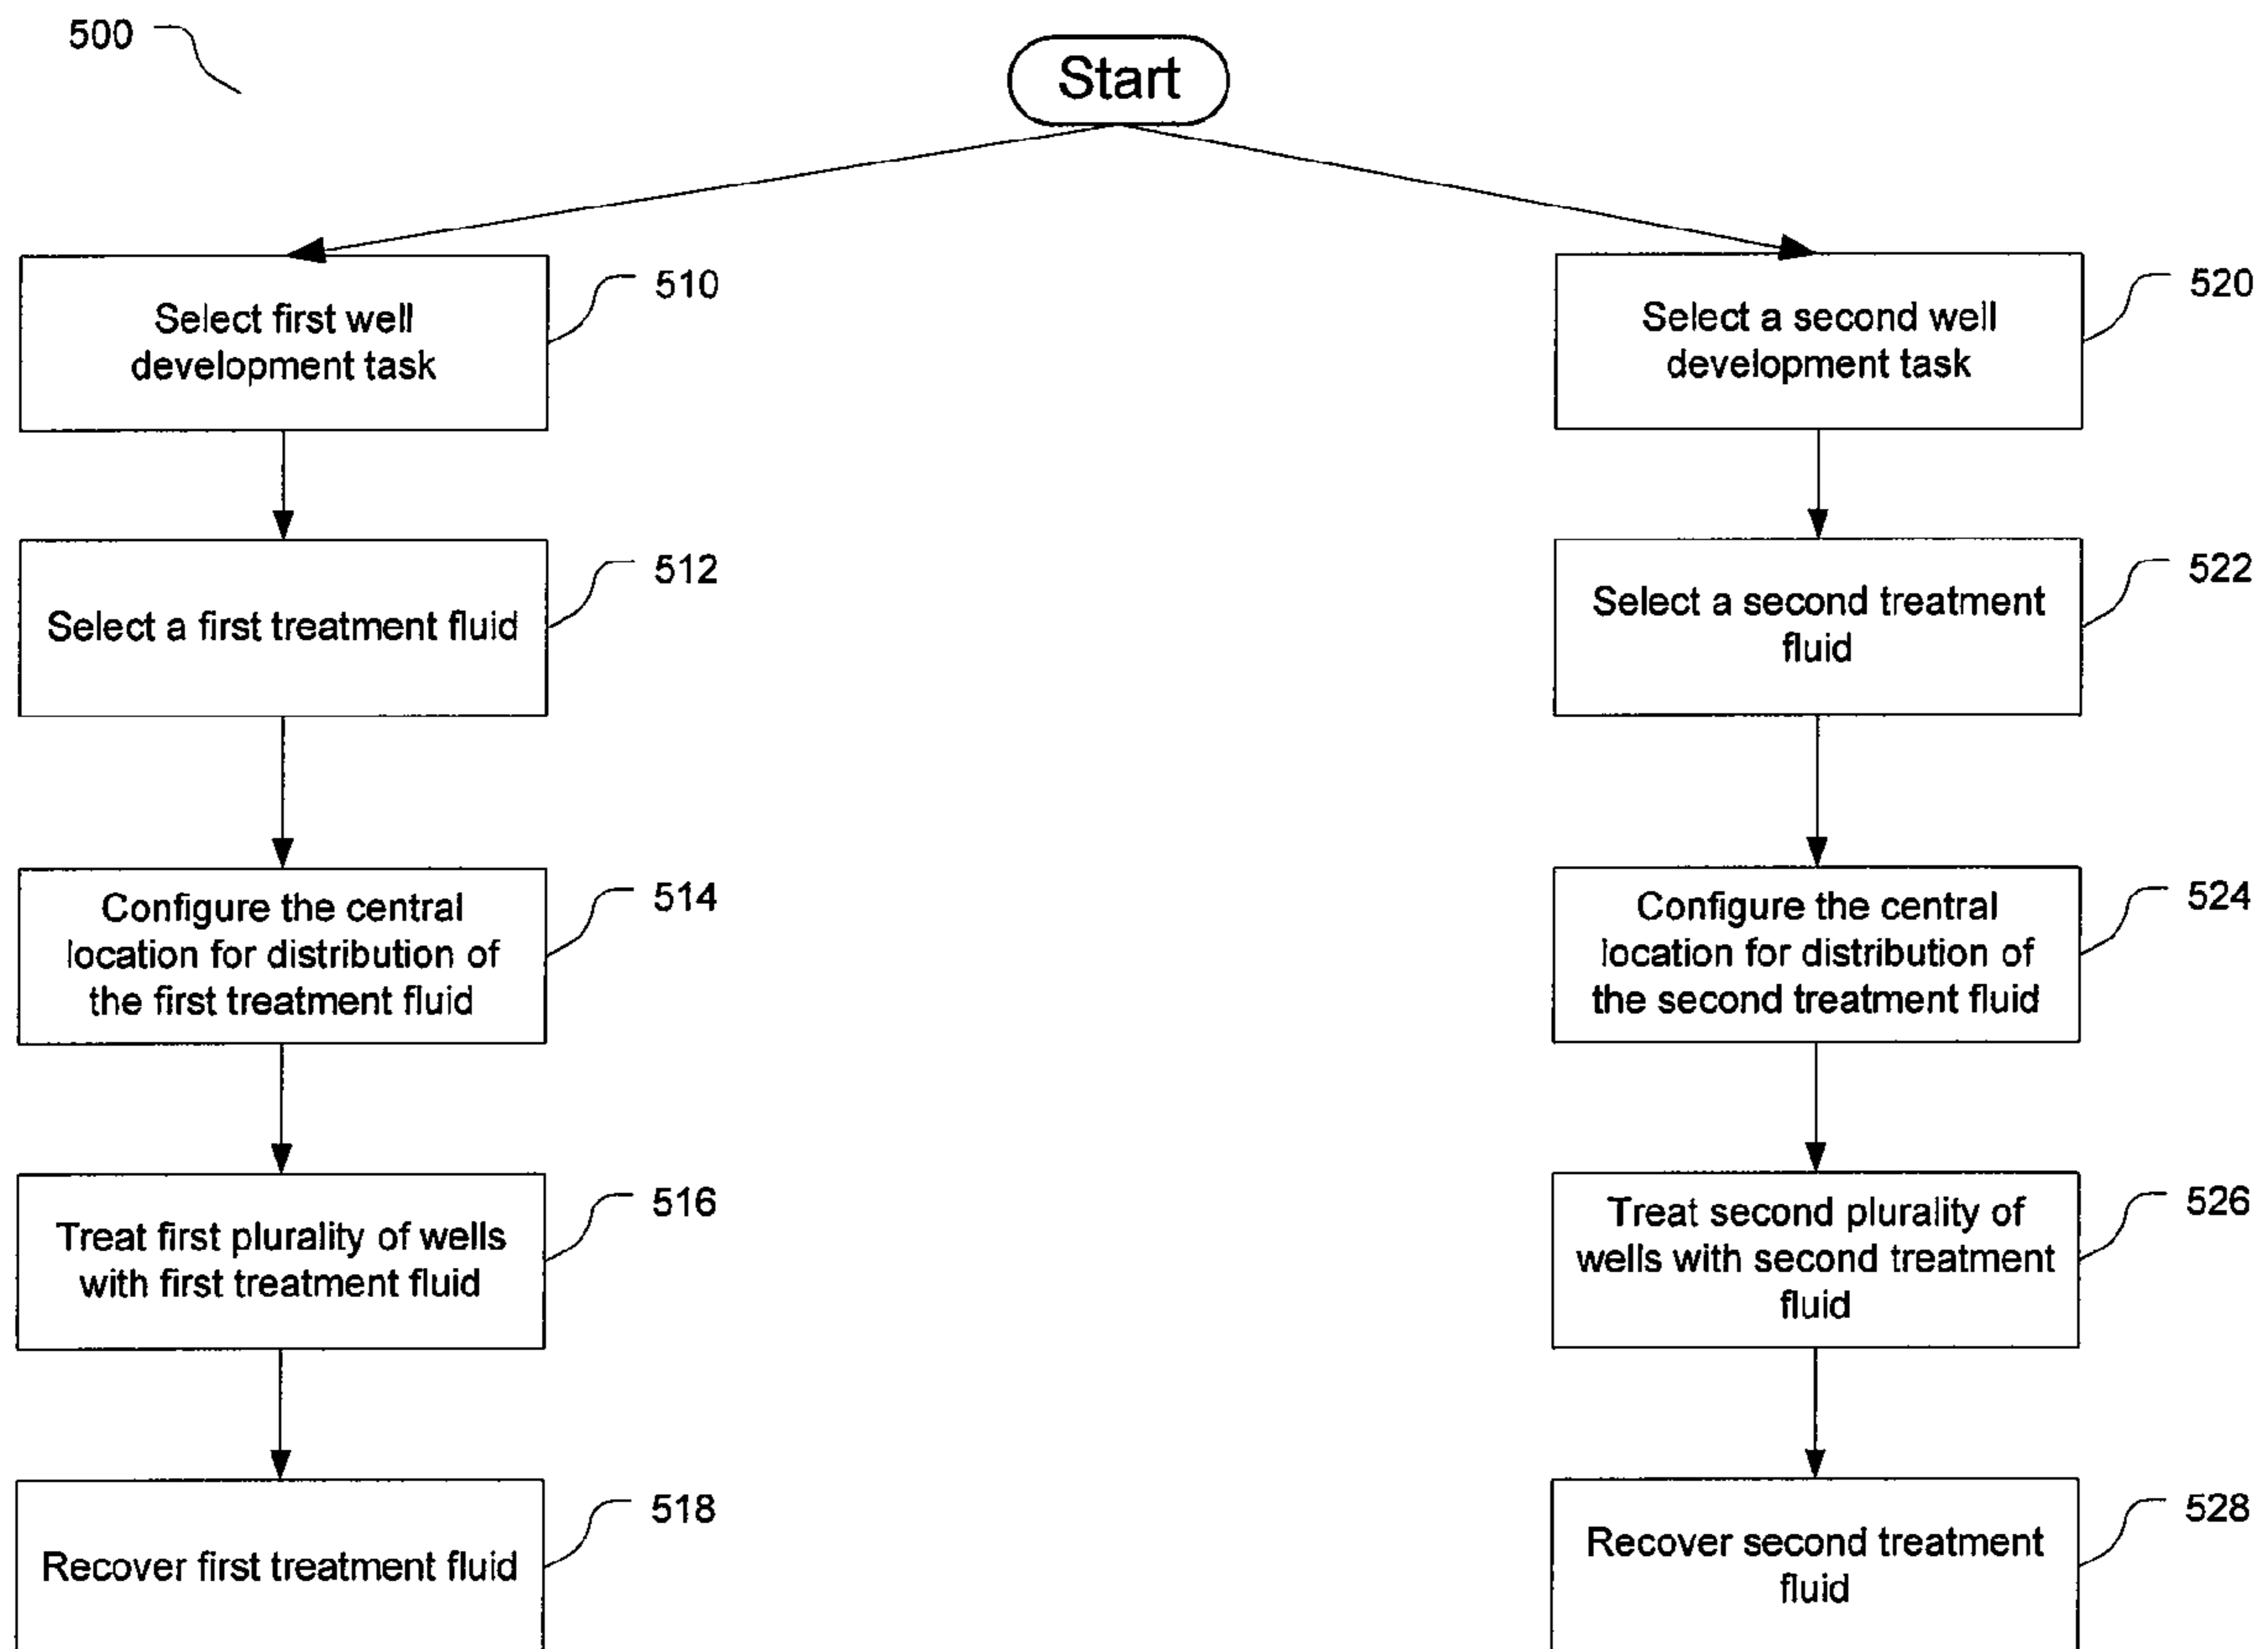 500
Start
Select first well
development task
510
Select a second well
development task
520
Select a first treatment fluid
512
Select a second treatment
fluid
522
Configure the central
location for distribution of
the first treatment fluid
514
Configure the central
location for distribution of
the second treatment fluid
524
Treat first plurality of wells
with first treatment fluid
516
Treat second plurality of
wells with second treatment
fluid
526
Recover first treatment fluid
518
Recover second treatment
fluid
528